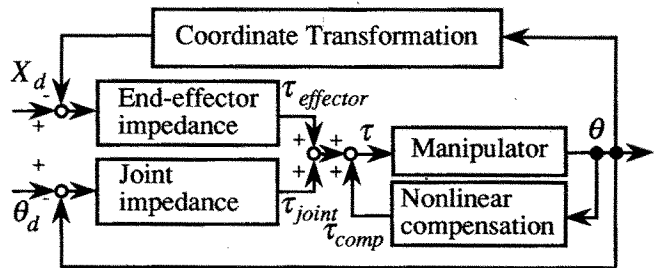 Coordinate Transformation
X_d
-
+
End-effector
impedance
τ_effector
+
+
+
+
τ
Manipulator
θ
+
θ_d
-
Joint
impedance
τ_joint
τ_comp
Nonlinear
compensation